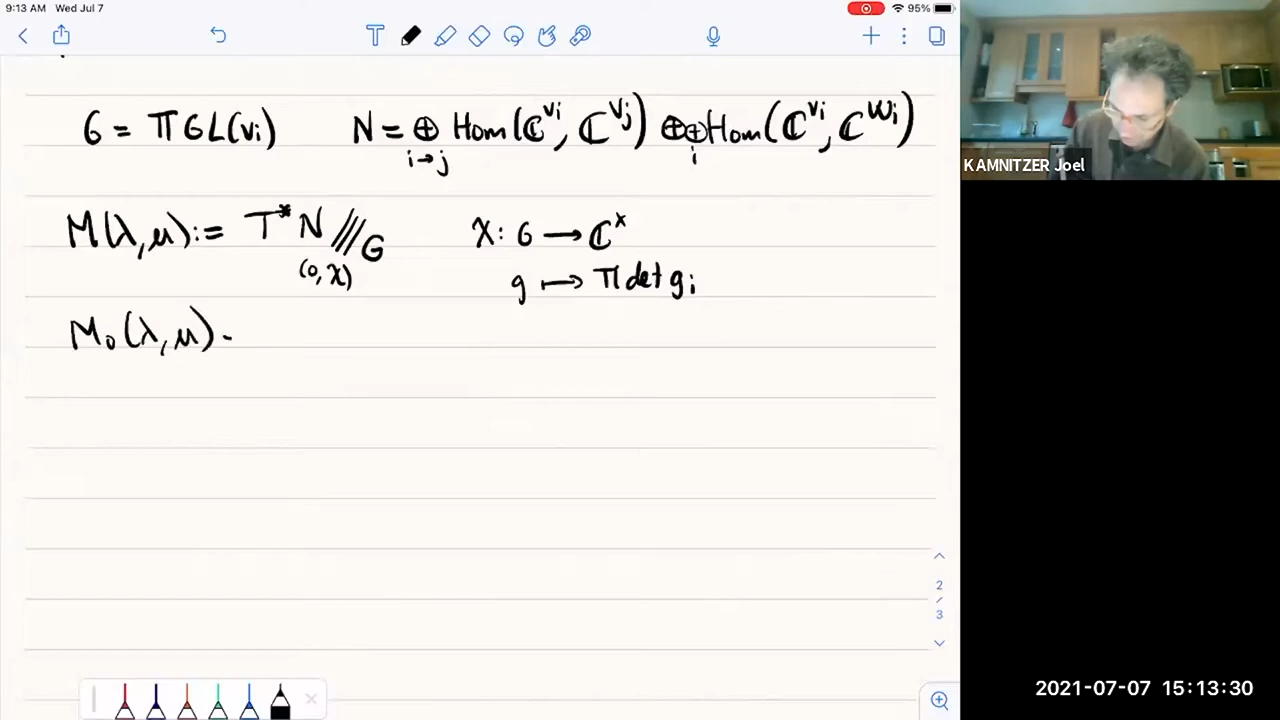 9:13 AM Wed Jul 7
95%
G = π GL(vi) N = ⊕ Hom(ℂ^vi, ℂ^vj) ⊕⊕ Hom(ℂ^vi, ℂ^wi)
i→j i
M(λ,μ) := T*N///G χ: G → ℂ^x
(0,χ)
g ↦ π det gi
M₀(λ,μ) -
KAMNITZER Joel
2
/
3
2021-07-07 15:13:30